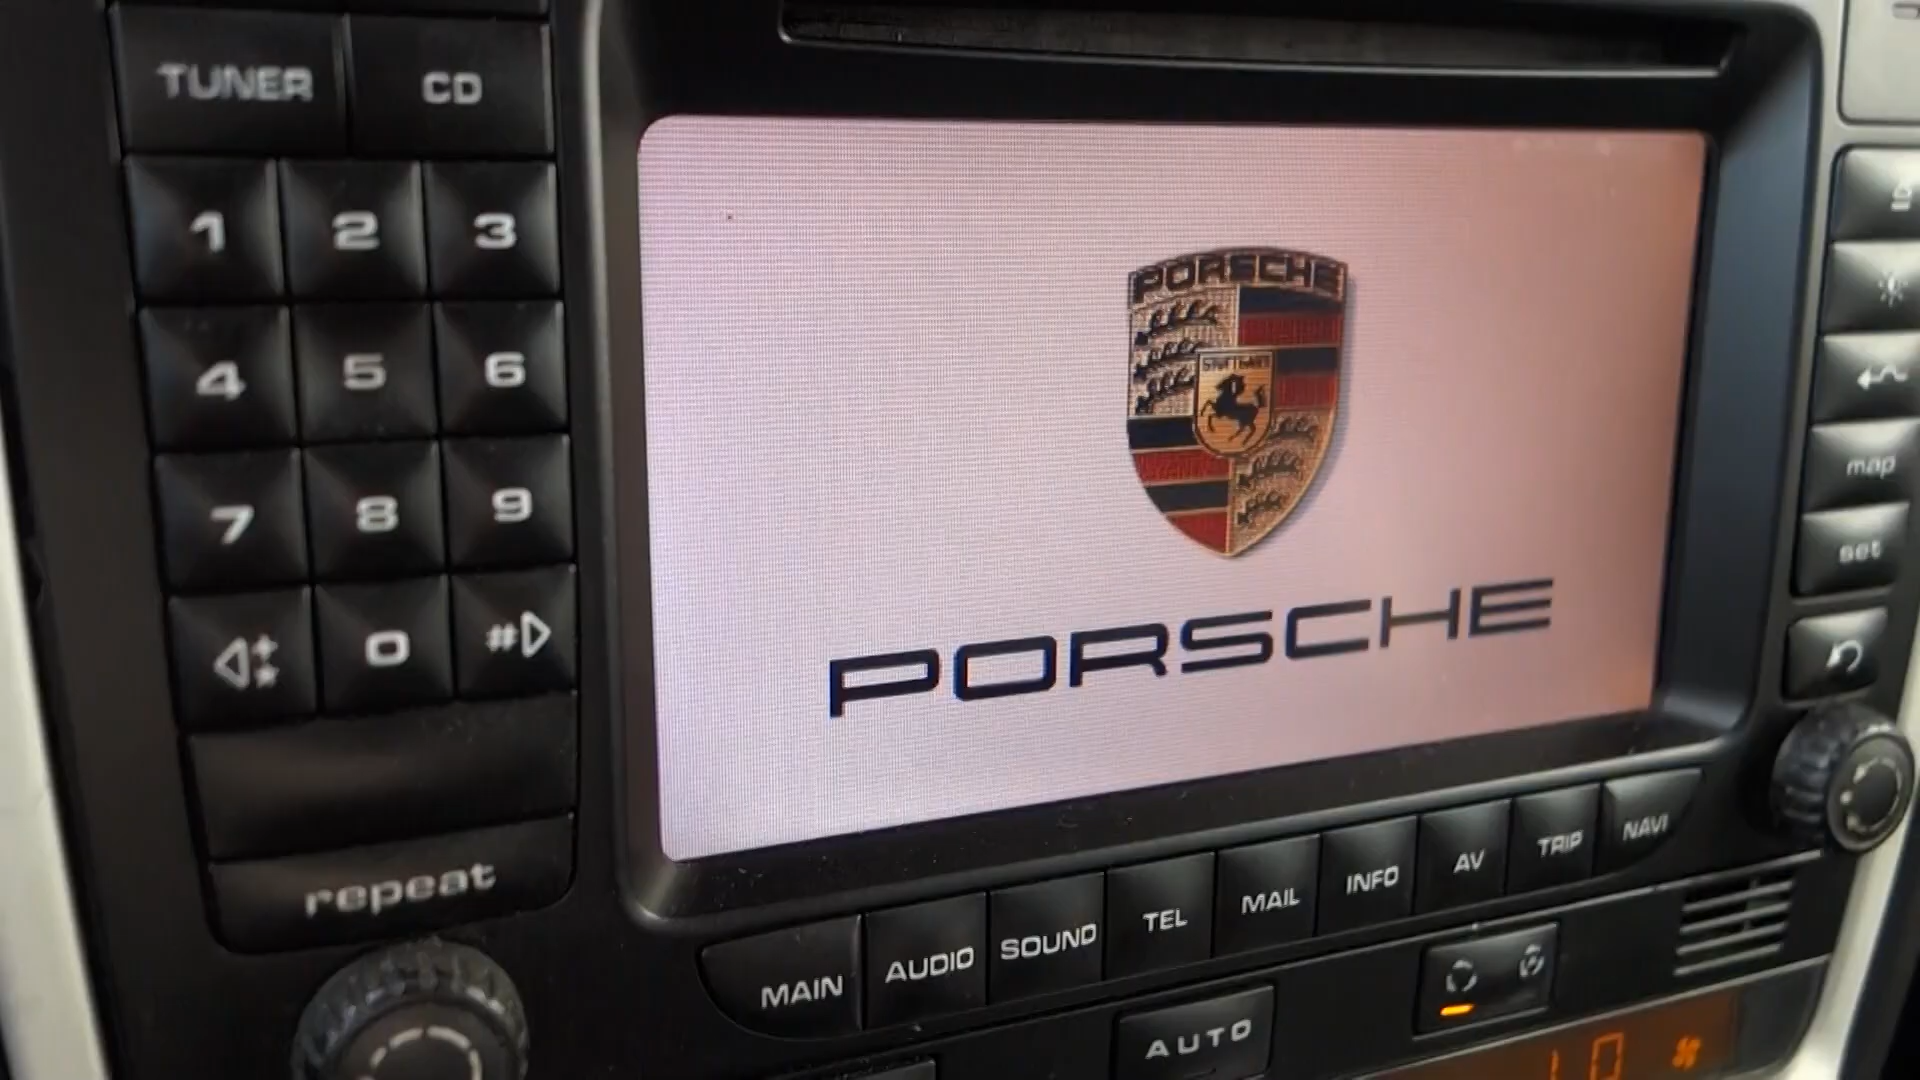 TUNER CD
1 2 3
4 5 6
7 8 9
* 0 #
repeat
PORSCHE
STUTTGART
PORSCHE
map
set
MAIN AUDIO SOUND TEL MAIL INFO AV TRIP NAVI
AUTO